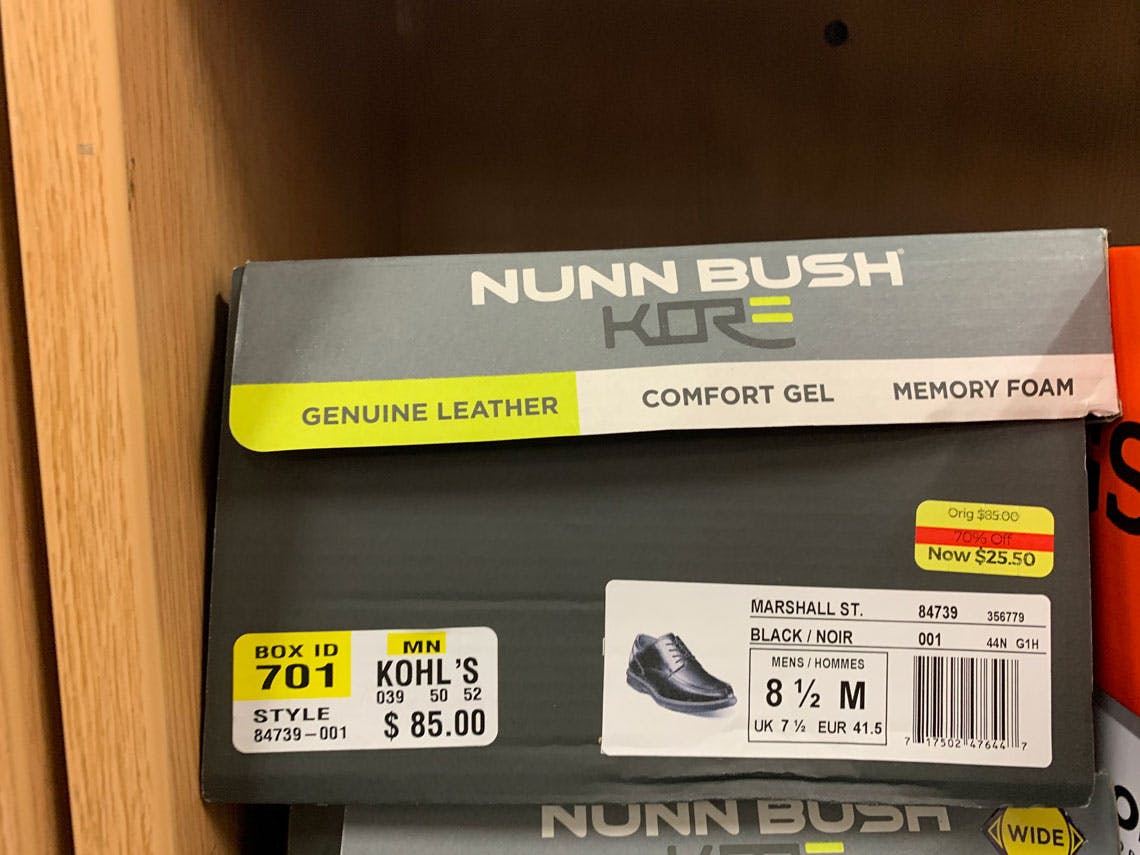 NUNN BUSH®
KORE
GENUINE LEATHER COMFORT GEL MEMORY FOAM
Orig $85.00
70% Off
Now $25.50
BOX ID
701
STYLE
84739-001
MN
KOHL'S
039 50 52
$ 85.00
MARSHALL ST. 84739 356779
BLACK / NOIR 001 44N G1H
MENS / HOMMES
8 ½ M
UK 7 ½ EUR 41.5
7 17502 47644 7
NUNN BUSH
KORE
WIDE